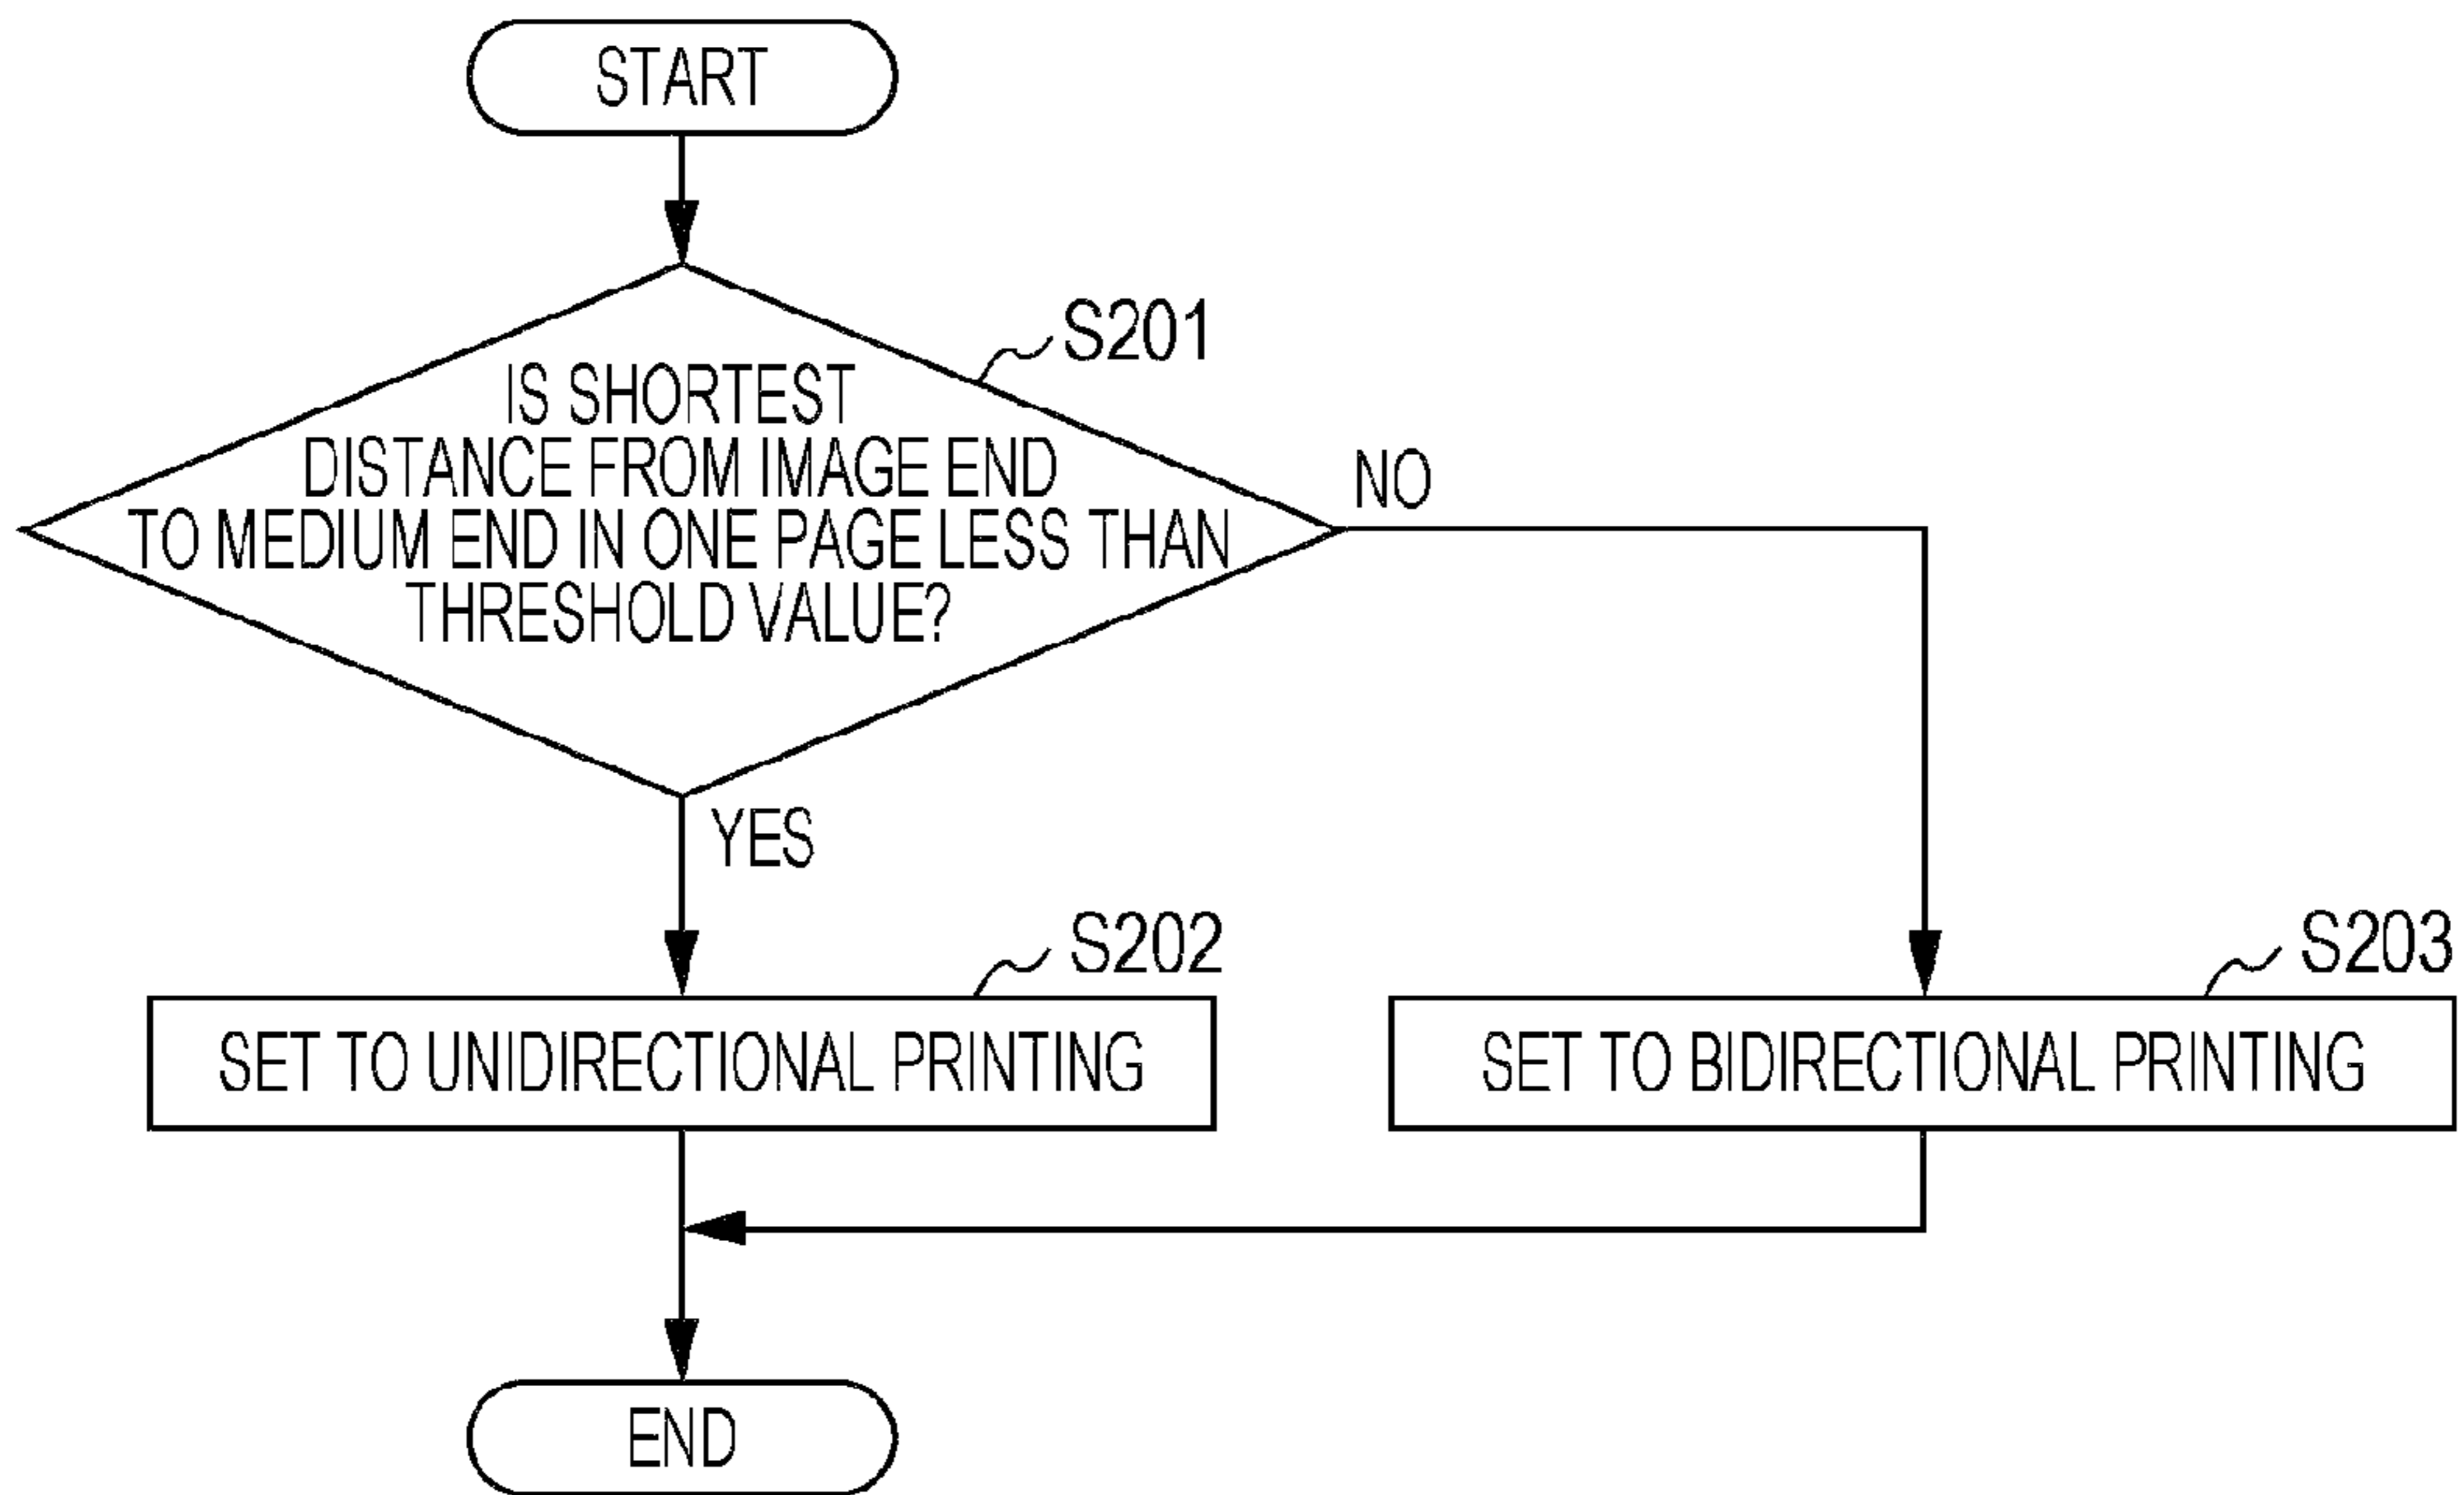 START
S201
IS SHORTEST
DISTANCE FROM IMAGE END
TO MEDIUM END IN ONE PAGE LESS THAN
THRESHOLD VALUE?
NO
YES
S202
S203
SET TO UNIDIRECTIONAL PRINTING
SET TO BIDIRECTIONAL PRINTING
END